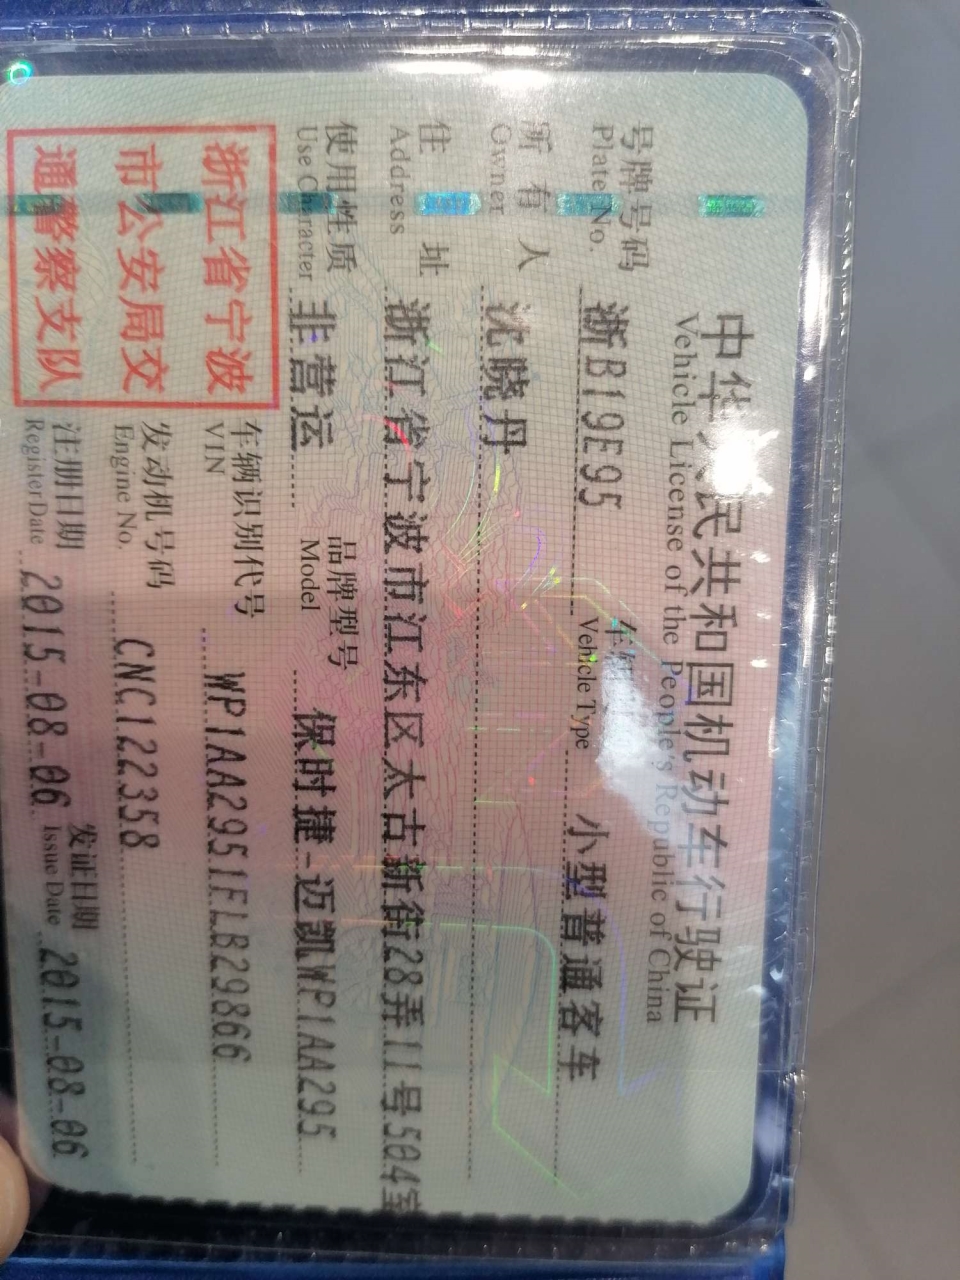 中华人民共和国机动车行驶证
Vehicle License of the People's Republic of China
号牌号码 浙B19E95 车辆 小型普通客车
Plate No. Vehicle Type
所有人 沈晓丹
Owner
住址 浙江省宁波市江东区太古新街28弄11号504室
Address
使用性质 非营运 品牌型号 保时捷-迈凯WP1AA295
Use Character Model
浙江省宁波
市公安局交
通警察支队
车辆识别代号 WP1AA2951FLB29866
VIN
发动机号码 CNC122358
Engine No.
注册日期 2015-08-06 发证日期 2015-08-06
Register Date Issue Date